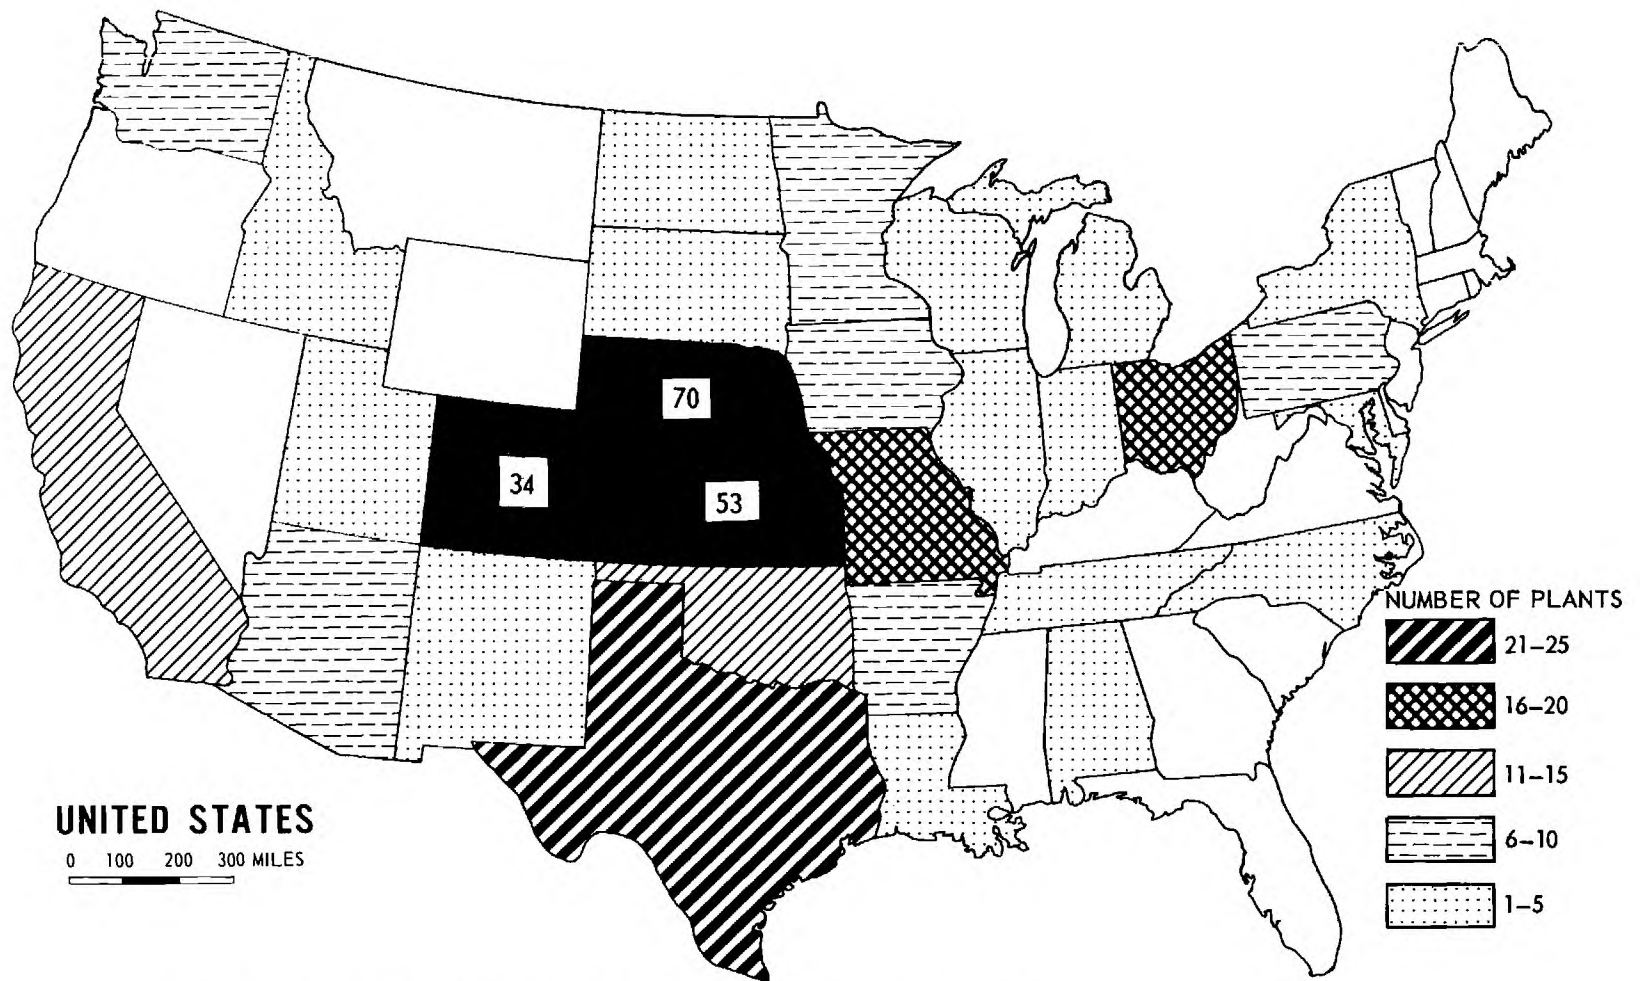 70
34
53
NUMBER OF PLANTS
21–25
16–20
11–15
6–10
1–5
UNITED STATES
0 100 200 300 MILES